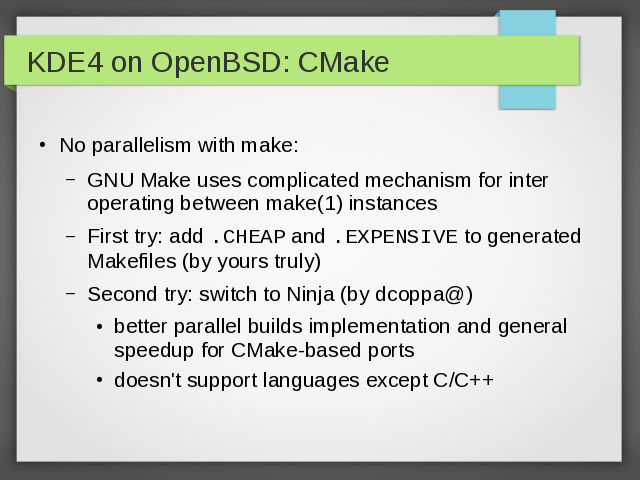 KDE4 on OpenBSD: CMake
● No parallelism with make:
– GNU Make uses complicated mechanism for inter
operating between make(1) instances
– First try: add .CHEAP and .EXPENSIVE to generated
Makefiles (by yours truly)
– Second try: switch to Ninja (by dcoppa@)
● better parallel builds implementation and general
speedup for CMake-based ports
● doesn't support languages except C/C++